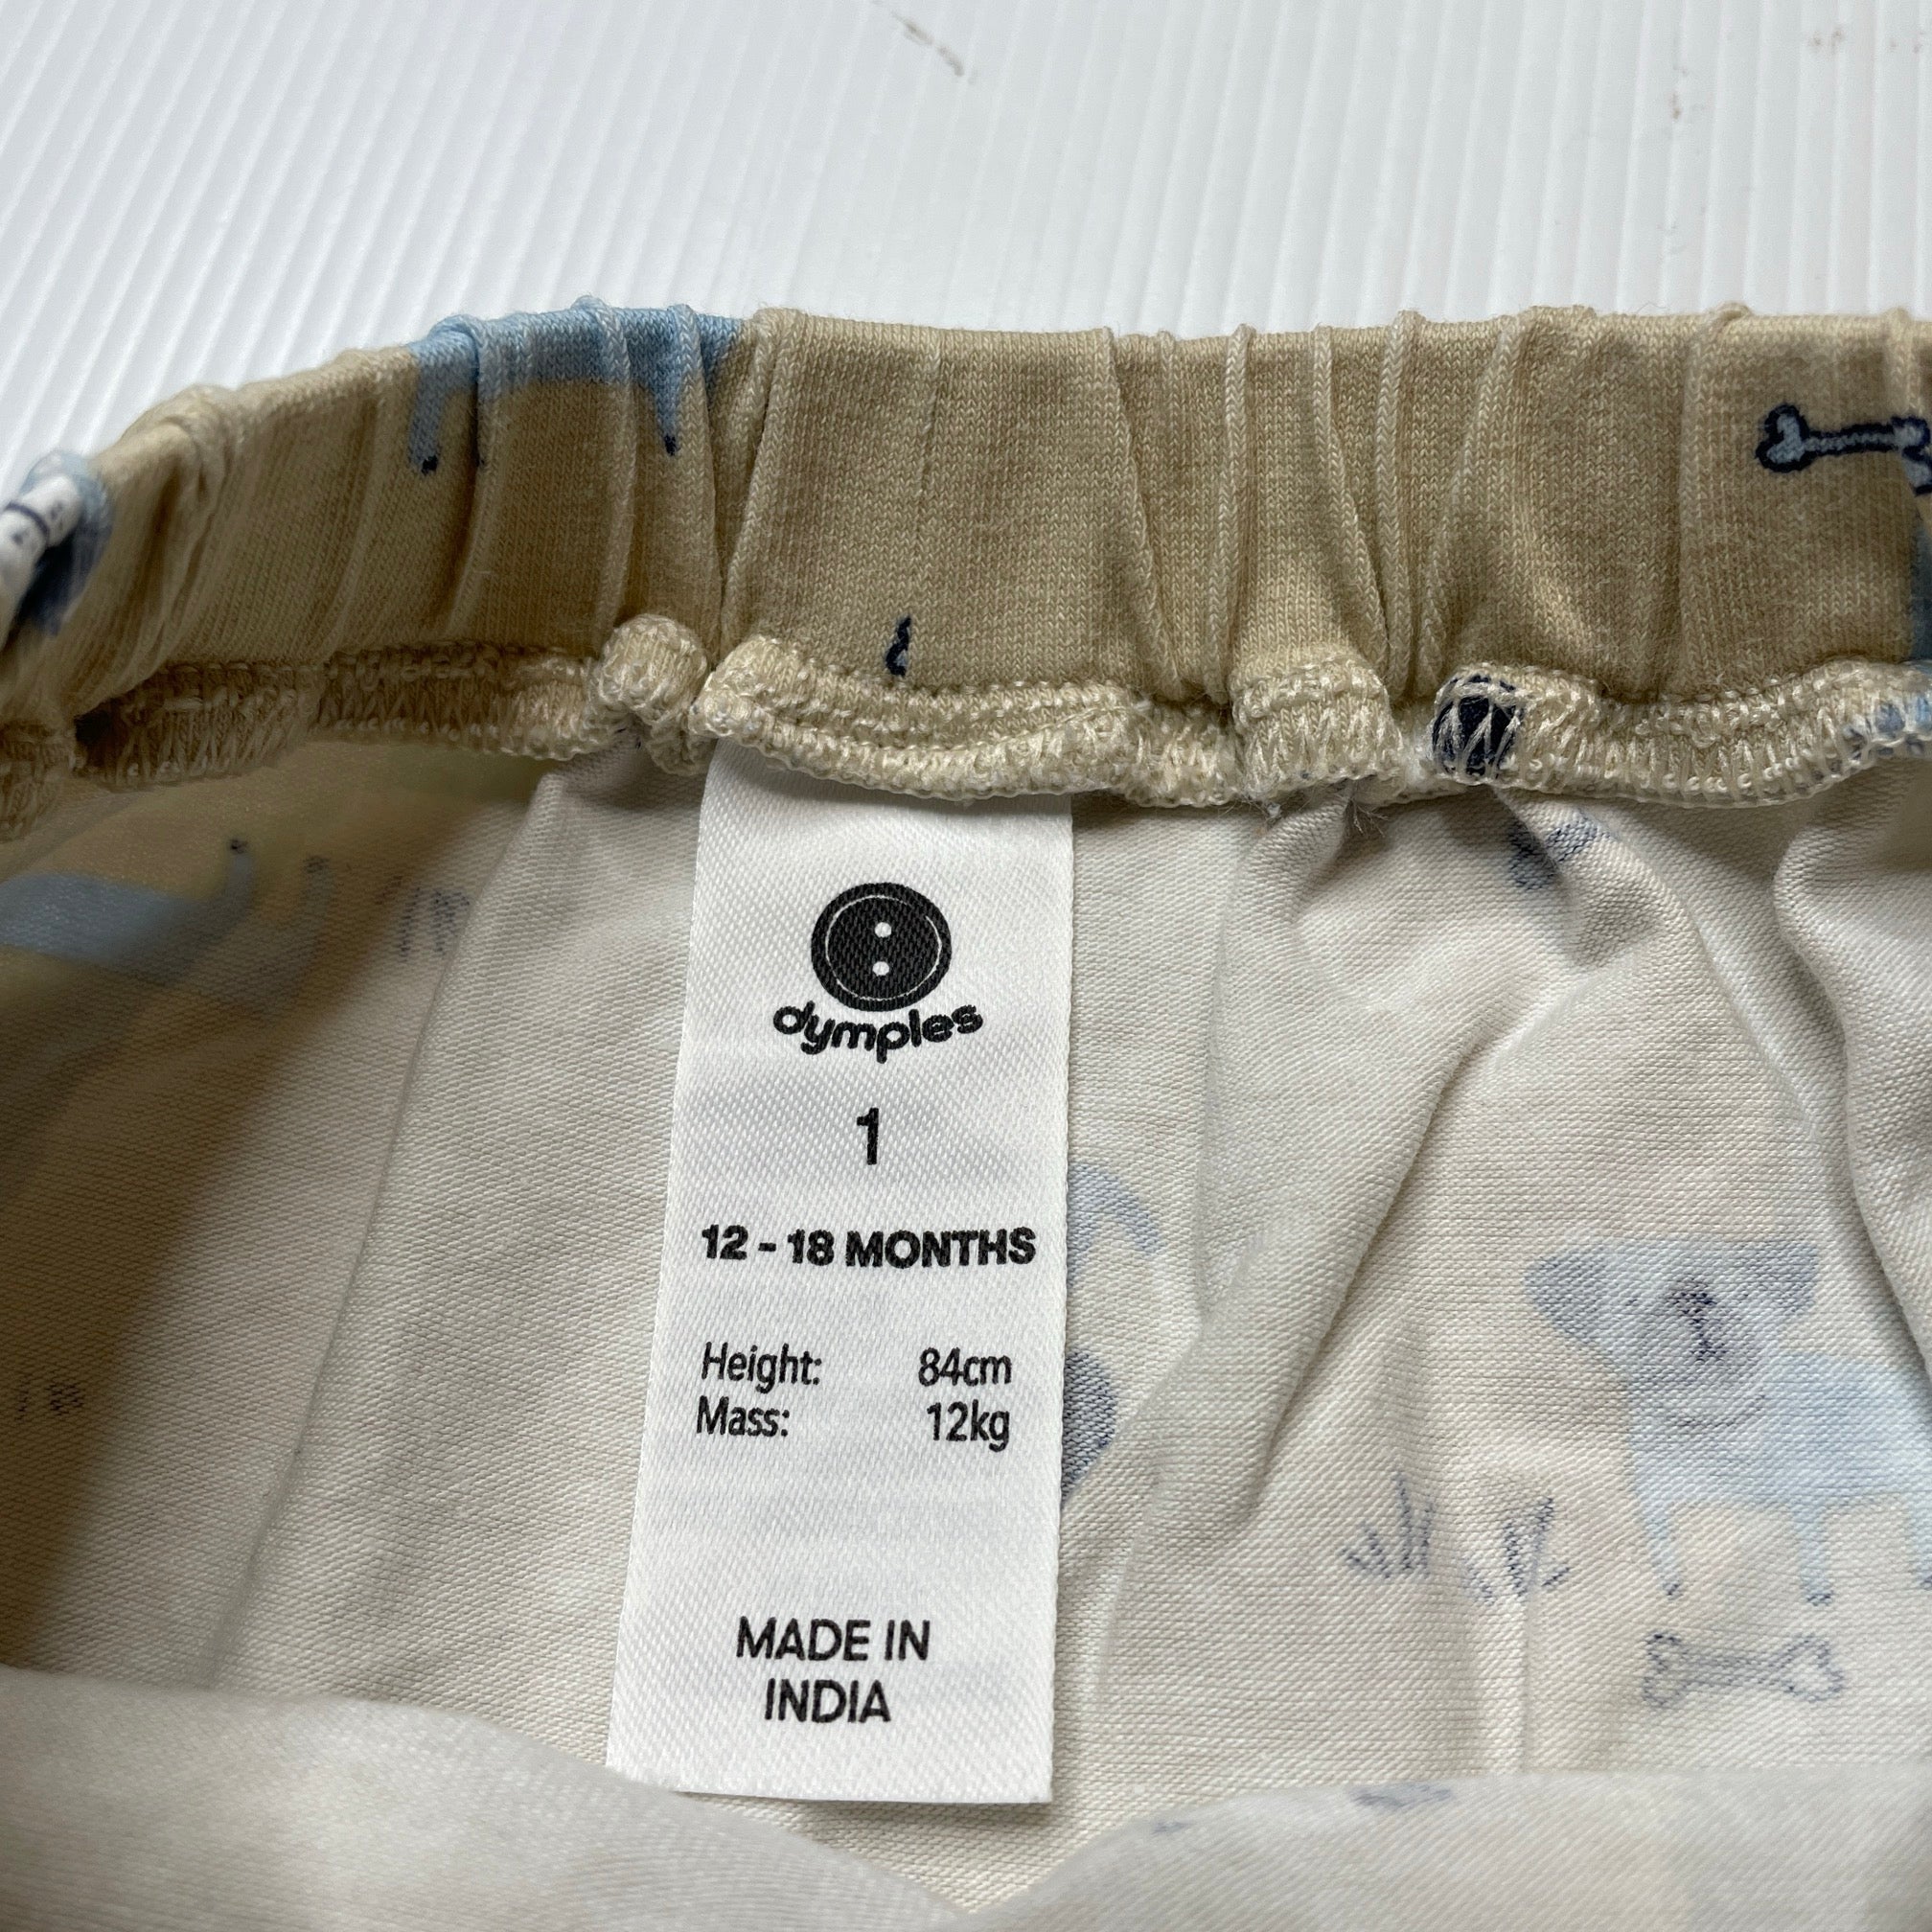 dymples
1
12 - 18 MONTHS
Height: 84cm
Mass: 12kg
MADE IN
INDIA